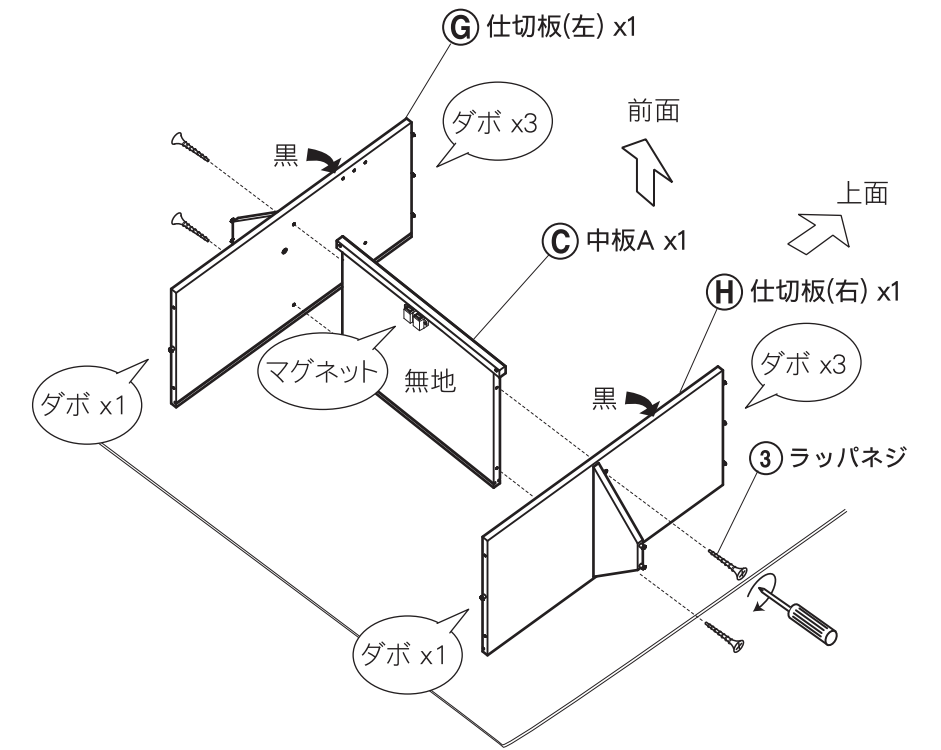 G 仕切板(左) x1
ダボ x3
前面
黒
上面
C 中板A x1
H 仕切板(右) x1
マグネット
無地
ダボ x3
ダボ x1
黒
3 ラッパネジ
ダボ x1